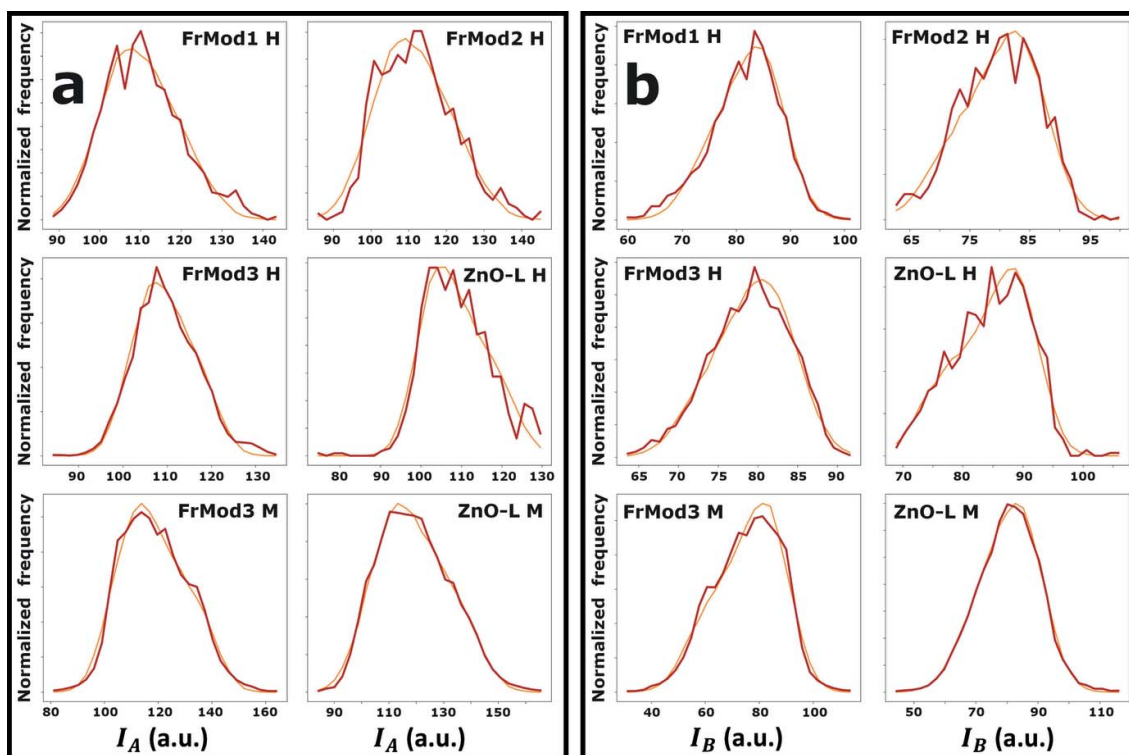 a
FrMod1 H
FrMod2 H
Normalized frequency
90 100 110 120 130 140
90 100 110 120 130 140
FrMod3 H
ZnO-L H
Normalized frequency
90 100 110 120 130
80 90 100 110 120 130
FrMod3 M
ZnO-L M
Normalized frequency
80 100 120 140 160
90 110 130 150
I_A (a.u.)
I_A (a.u.)
b
FrMod1 H
FrMod2 H
Normalized frequency
60 70 80 90 100
65 75 85 95
FrMod3 H
ZnO-L H
Normalized frequency
65 70 75 80 85 90
70 80 90 100
FrMod3 M
ZnO-L M
Normalized frequency
40 60 80 100
50 70 90 110
I_B (a.u.)
I_B (a.u.)